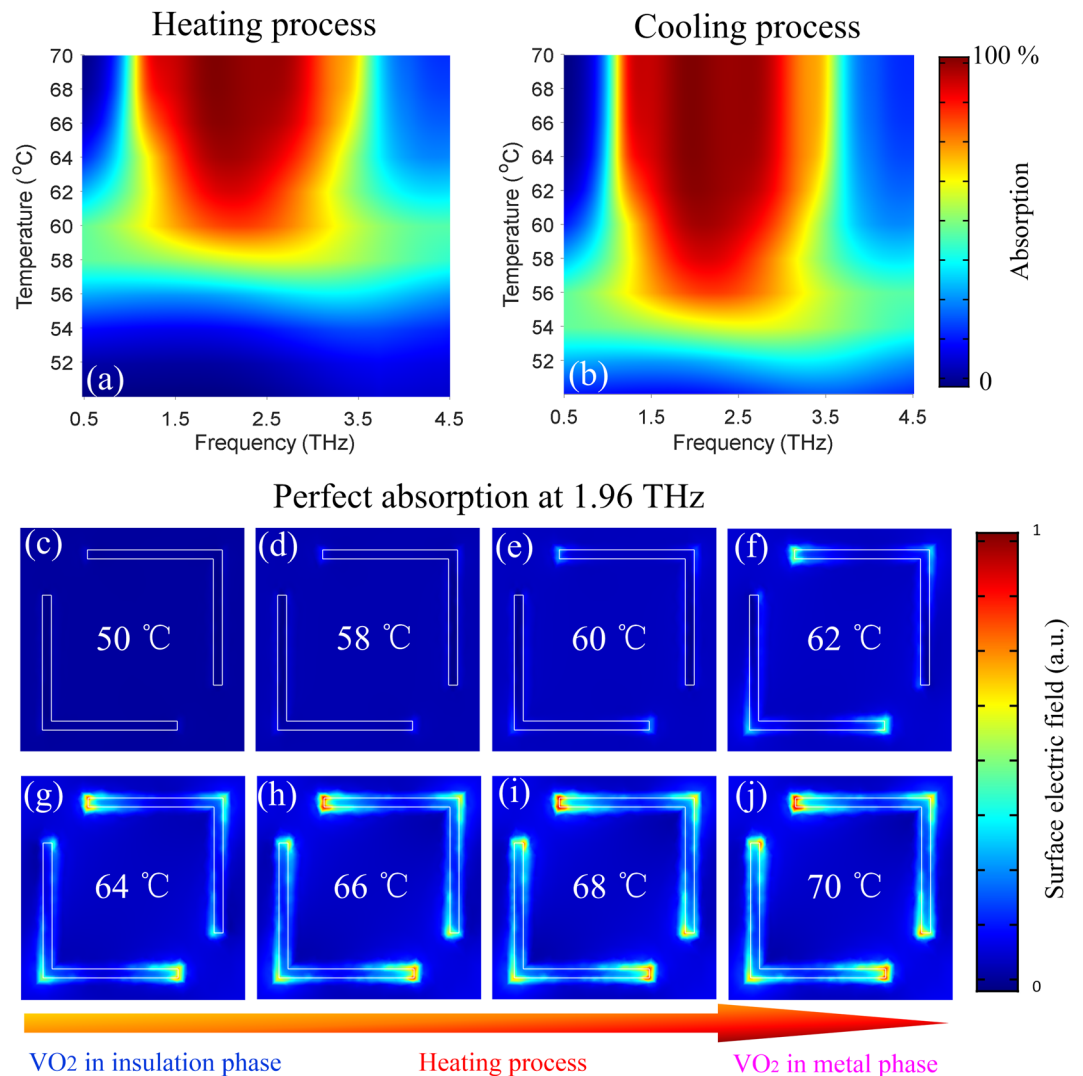 Heating process
Cooling process
70
68
66
64
62
60
58
56
54
52
Temperature (°C)
(a)
0.5
1.5
2.5
3.5
4.5
Frequency (THz)
70
68
66
64
62
60
58
56
54
52
Temperature (°C)
(b)
0.5
1.5
2.5
3.5
4.5
Frequency (THz)
100 %
Absorption
0
Perfect absorption at 1.96 THz
(c)
50 ℃
(d)
58 ℃
(e)
60 ℃
(f)
62 ℃
(g)
64 ℃
(h)
66 ℃
(i)
68 ℃
(j)
70 ℃
1
Surface electric field (a.u.)
0
VO2 in insulation phase
Heating process
VO2 in metal phase